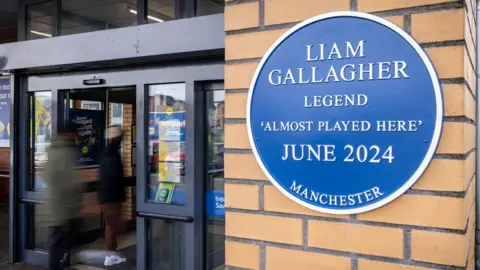 LIAM
GALLAGHER
LEGEND
'ALMOST PLAYED HERE'
JUNE 2024
MANCHESTER